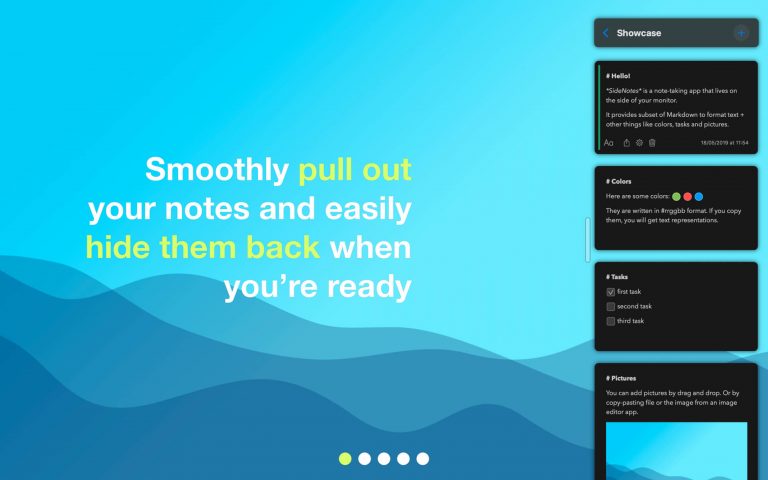 Smoothly pull out
your notes and easily
hide them back when
you’re ready
Showcase
# Hello!
*SideNotes* is a note-taking app that lives on
the side of your monitor.
It provides subset of Markdown to format text +
other things like colors, tasks and pictures.
Aa
18/05/2019 at 11:54
# Colors
Here are some colors:
They are written in #rrggbb format. If you copy
them, you will get text representations.
# Tasks
first task
second task
third task
# Pictures
You can add pictures by drag and drop. Or by
copy-pasting file or the image from an image
editor app.